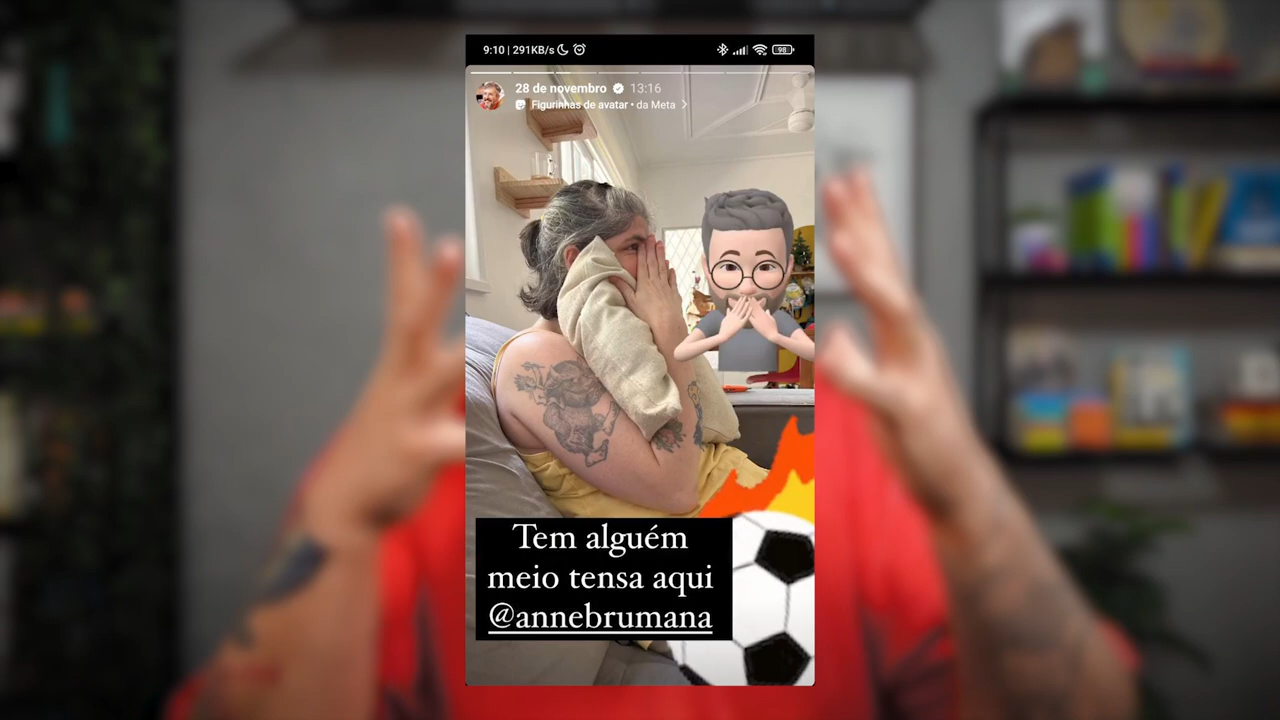 9:10 | 291KB/s
98
28 de novembro 13:16
Figurinhas de avatar • da Meta
Tem alguém
meio tensa aqui
@annebrumana